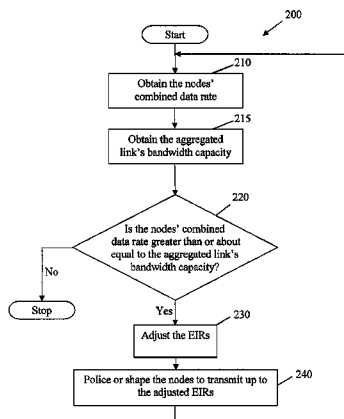 200
Start
210
Obtain the nodes'
combined data rate
215
Obtain the aggregated
link's bandwidth capacity
220
Is the nodes' combined
data rate greater than or about
equal to the aggregated link's
bandwidth capacity?
No
Stop
Yes
230
Adjust the EIRs
240
Police or shape the nodes to transmit up to
the adjusted EIRs